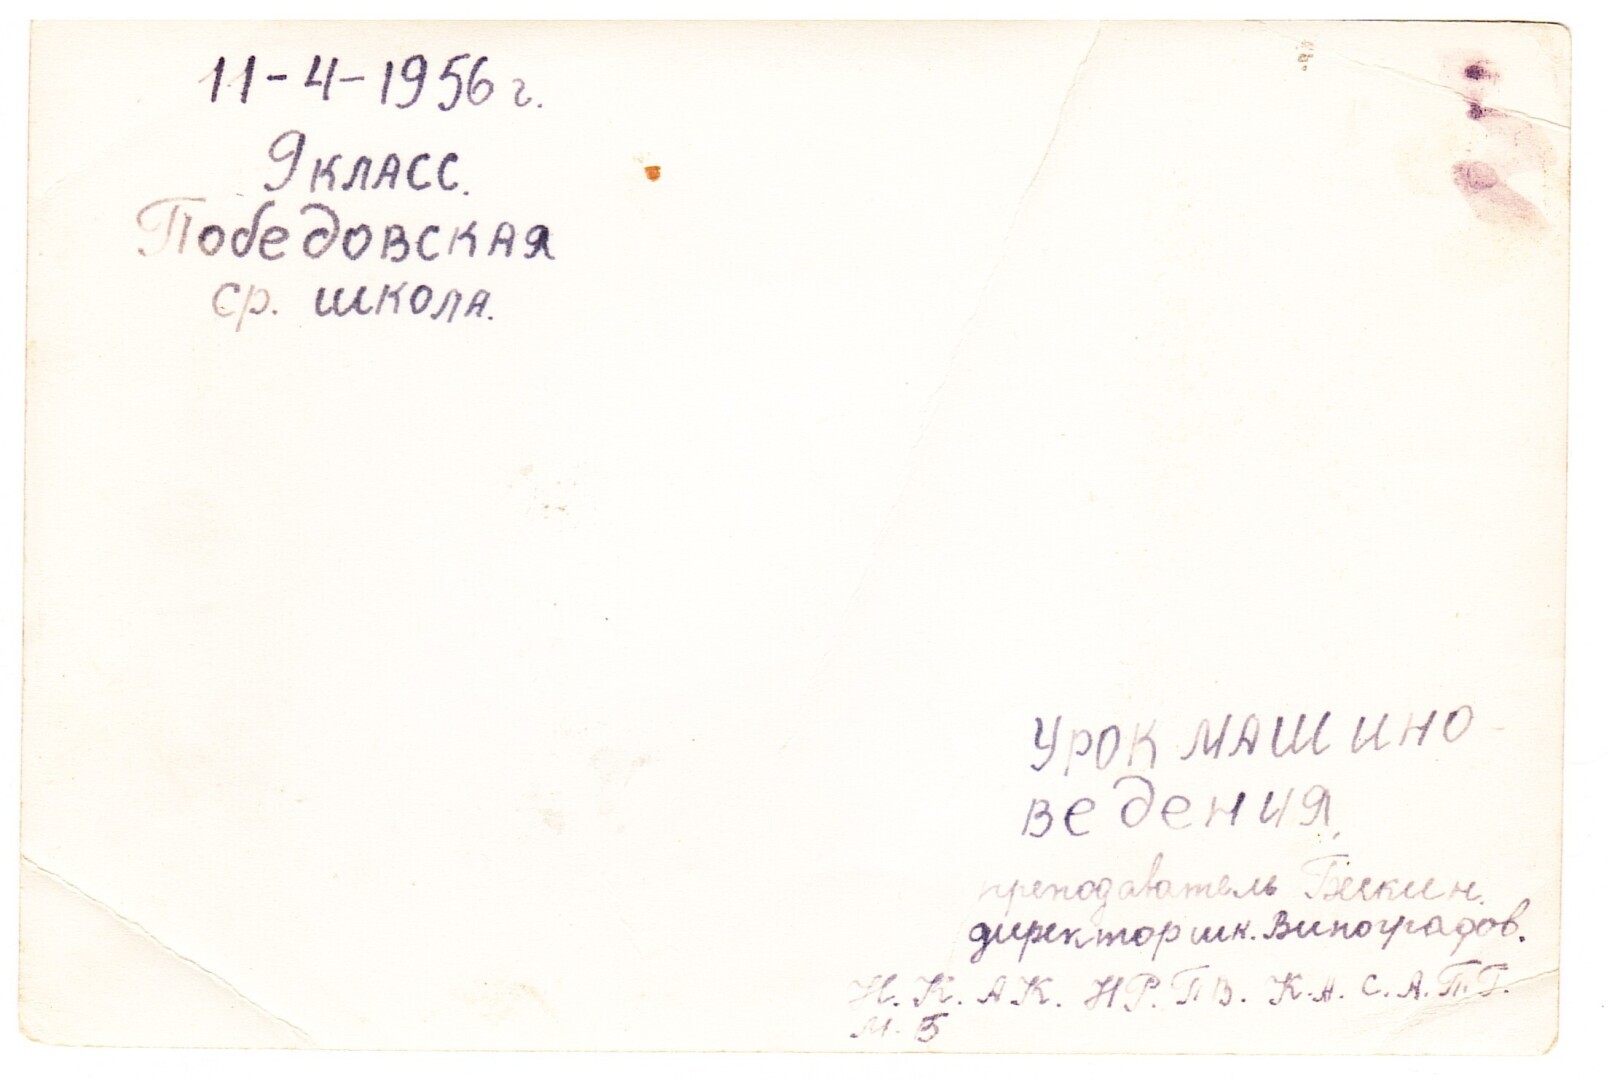 11-4-1956 г.
9 класс.
Победовская
ср. школа.
Урок машино-
ведения,
преподаватель
директор шк. Виноградов.
Н. К. А К. Н Р. П В. К. А. С. А. П. Г.
М. Б